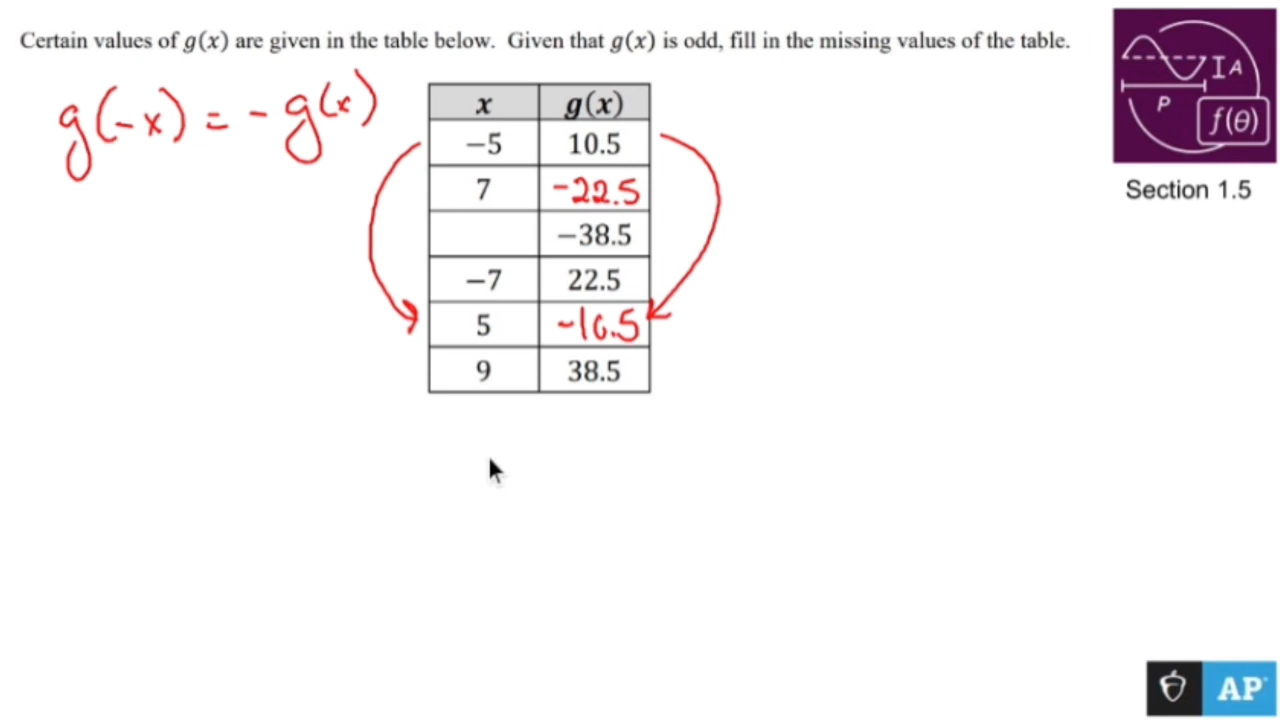 Certain values of g(x) are given in the table below. Given that g(x) is odd, fill in the missing values of the table.
g(-x) = -g(x)
x g(x)
−5 10.5
7 -22.5
−38.5
−7 22.5
5 -10.5
9 38.5
I A
P
f(θ)
Section 1.5
AP